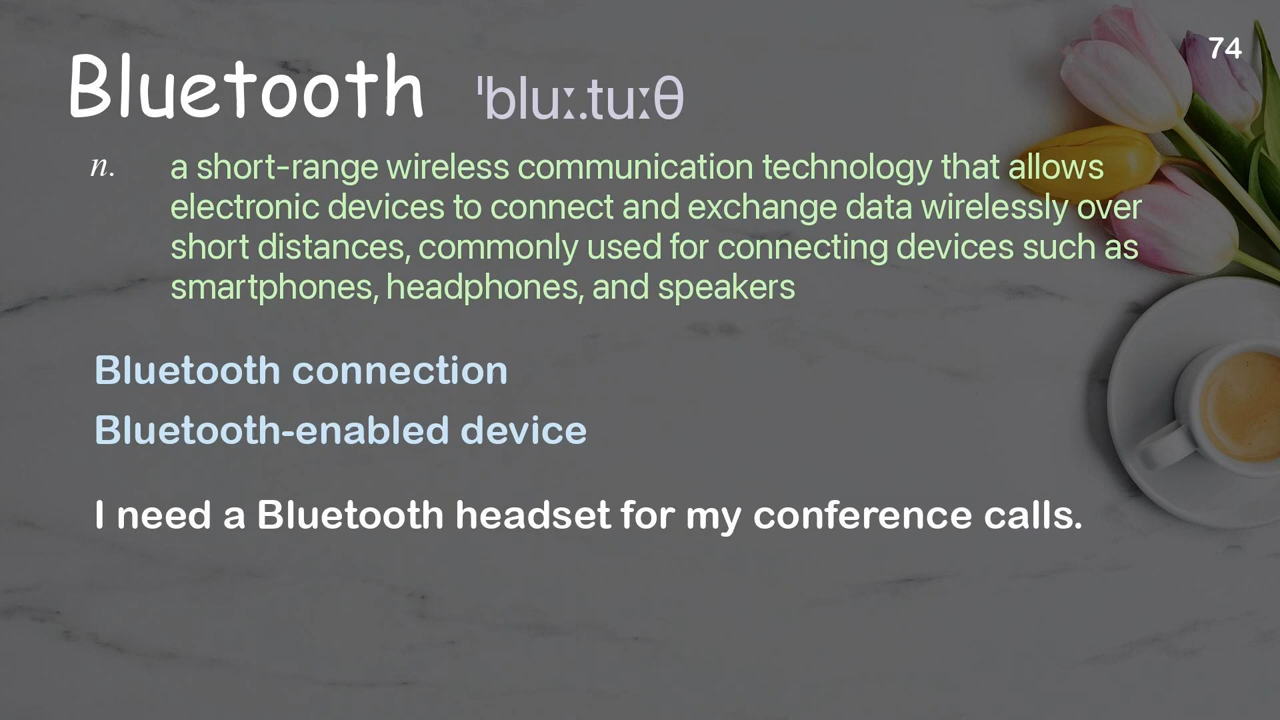 74
Bluetooth ˈbluː.tuːθ
n. a short-range wireless communication technology that allows
electronic devices to connect and exchange data wirelessly over
short distances, commonly used for connecting devices such as
smartphones, headphones, and speakers
Bluetooth connection
Bluetooth-enabled device
I need a Bluetooth headset for my conference calls.